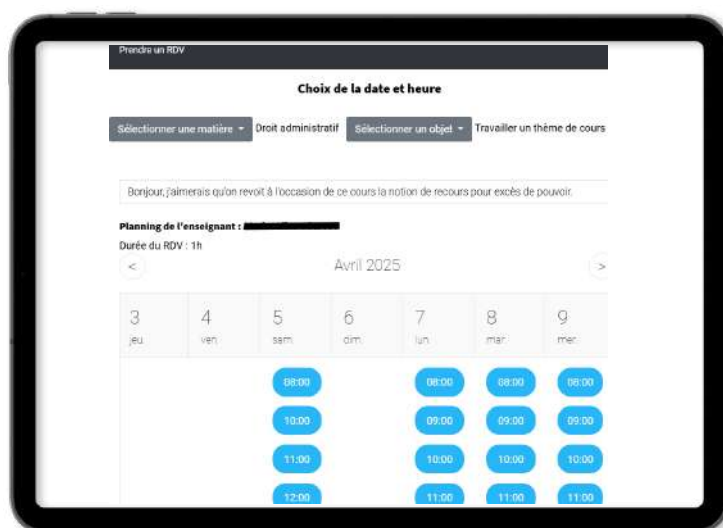 Prendre un RDV
Choix de la date et heure
Sélectionner une matière Droit administratif Sélectionner un objet Travailler un thème de cours
Bonjour, j'aimerais qu'on revoit à l'occasion de ce cours la notion de recours pour excès de pouvoir.
Planning de l'enseignant :
Durée du RDV : 1h
< Avril 2025 >
3 4 5 6 7 8 9
jeu. ven. sam. dim. lun. mar. mer.
08:00 08:00 08:00 08:00
10:00 09:00 09:00 09:00
11:00 10:00 10:00 10:00
12:00 11:00 11:00 11:00